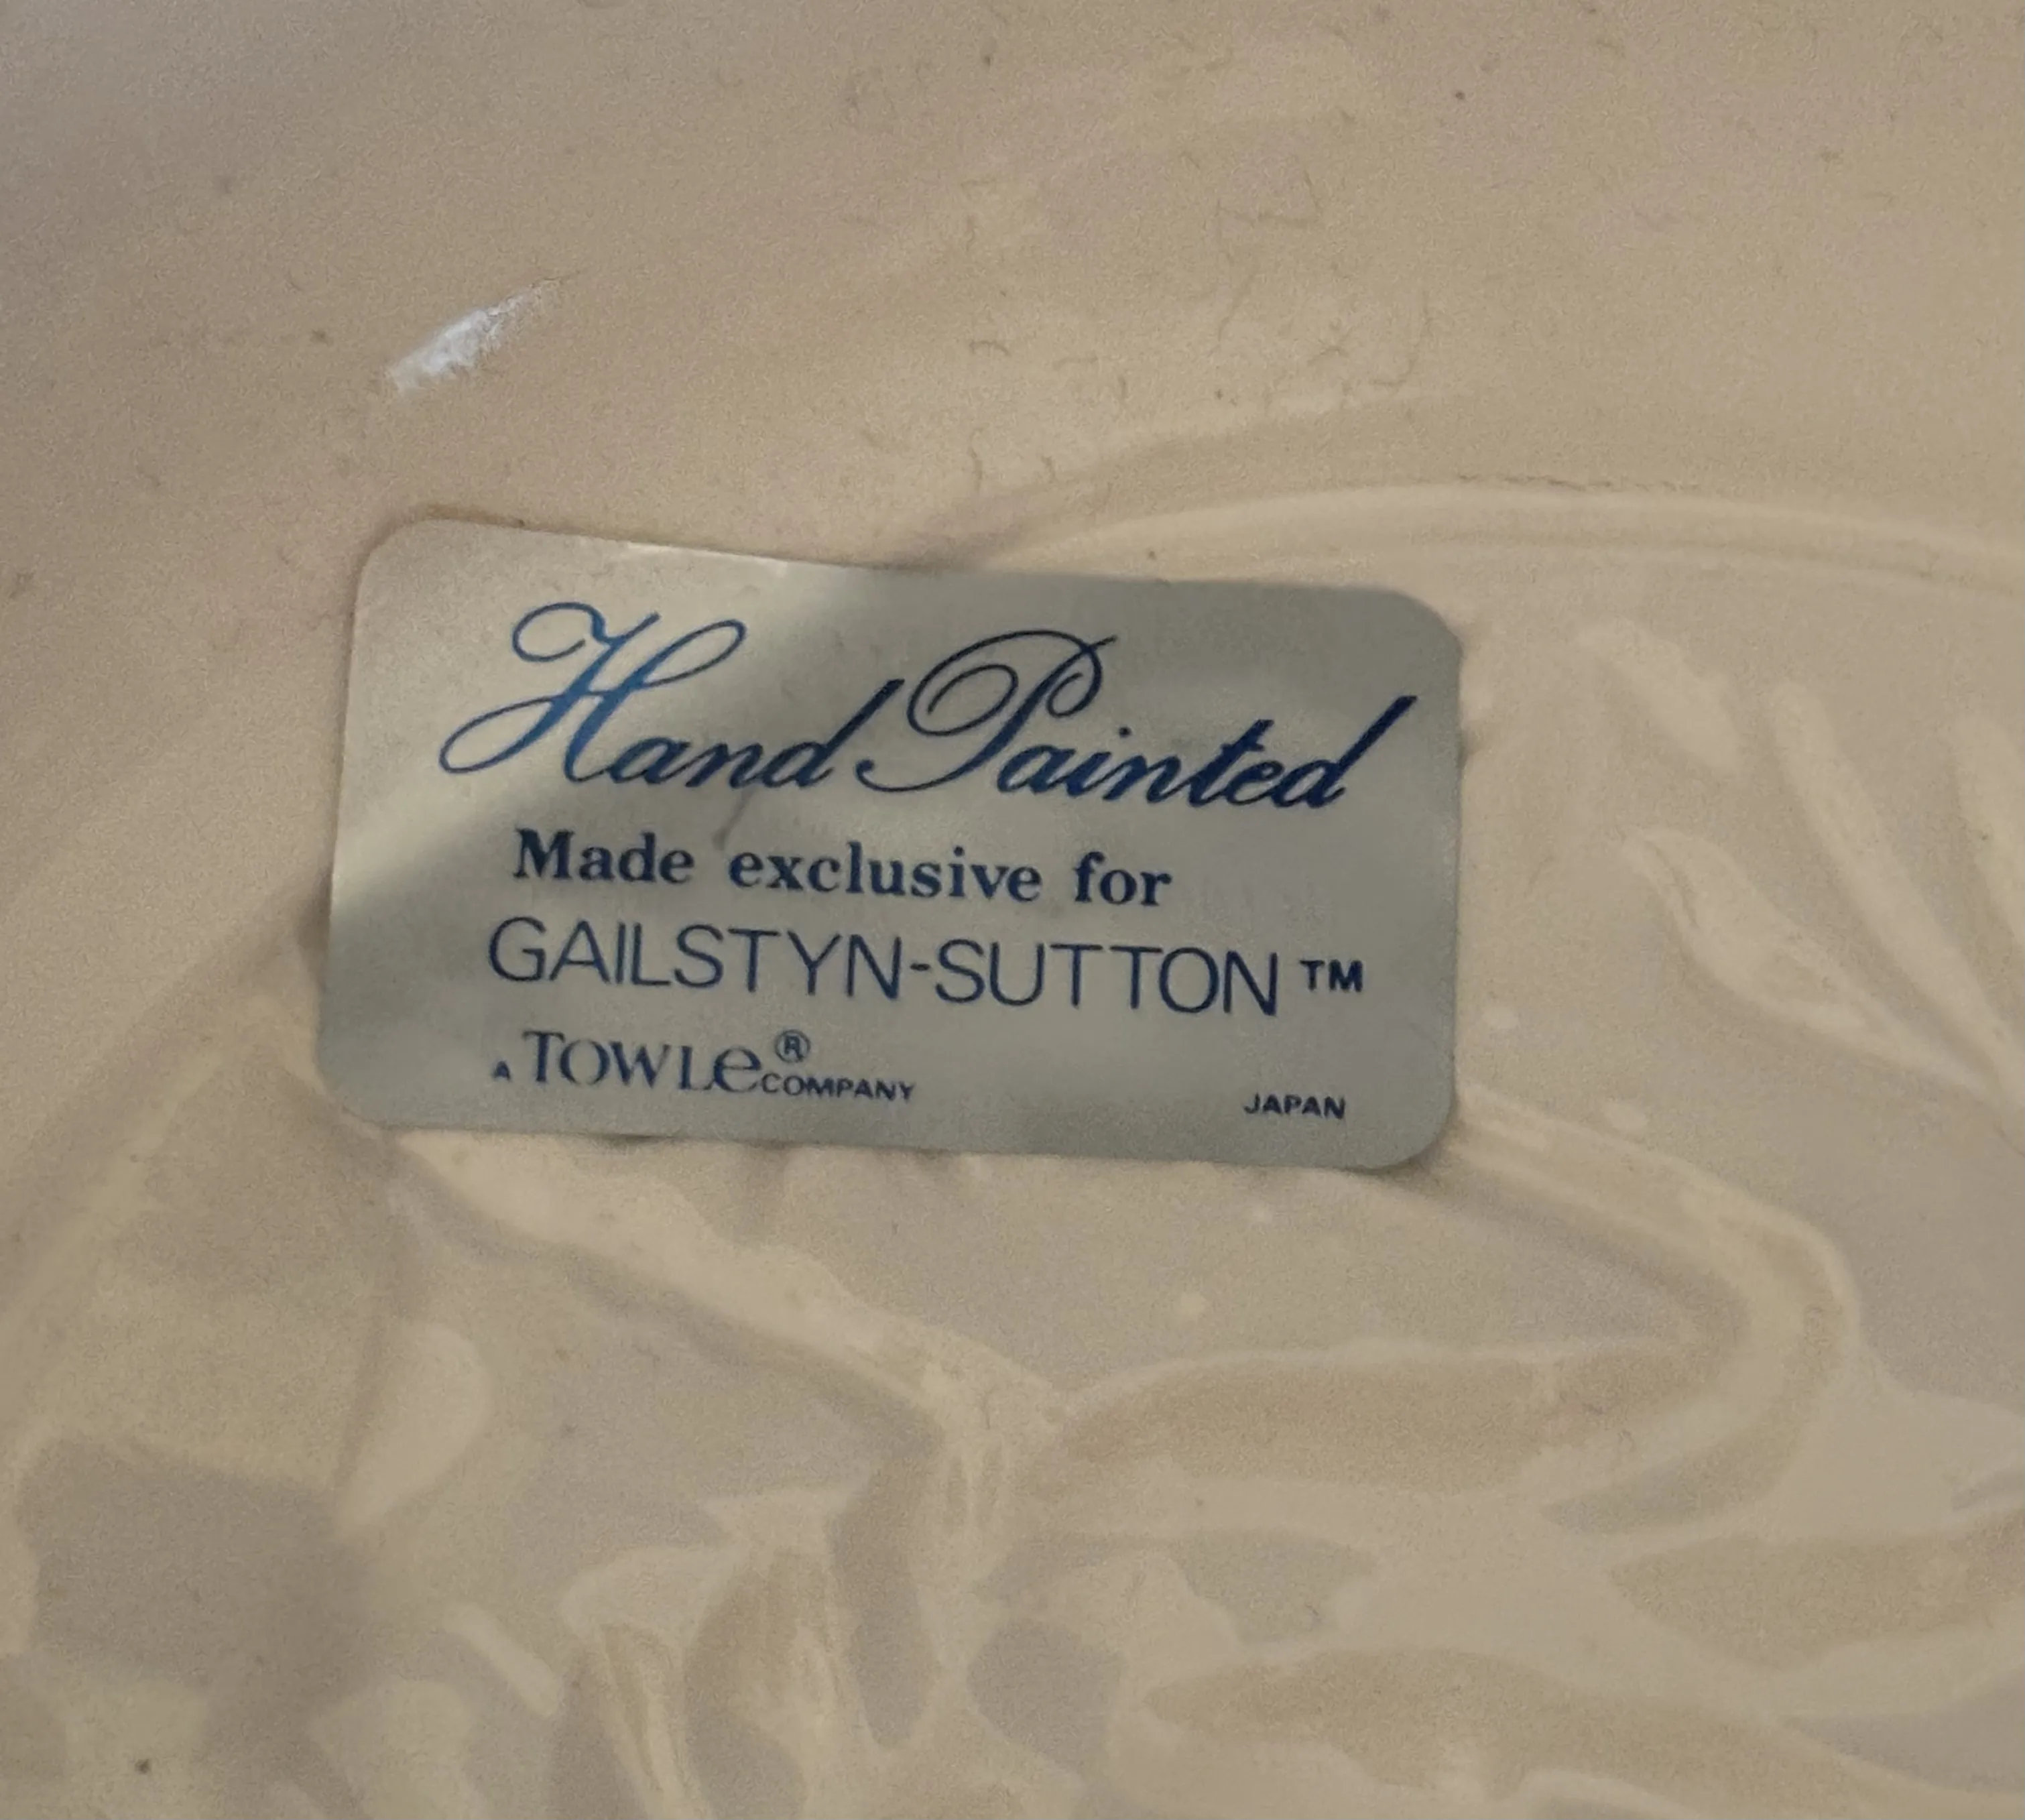 Hand Painted
Made exclusive for
GAILSTYN-SUTTON™
A TOWLE® COMPANY JAPAN